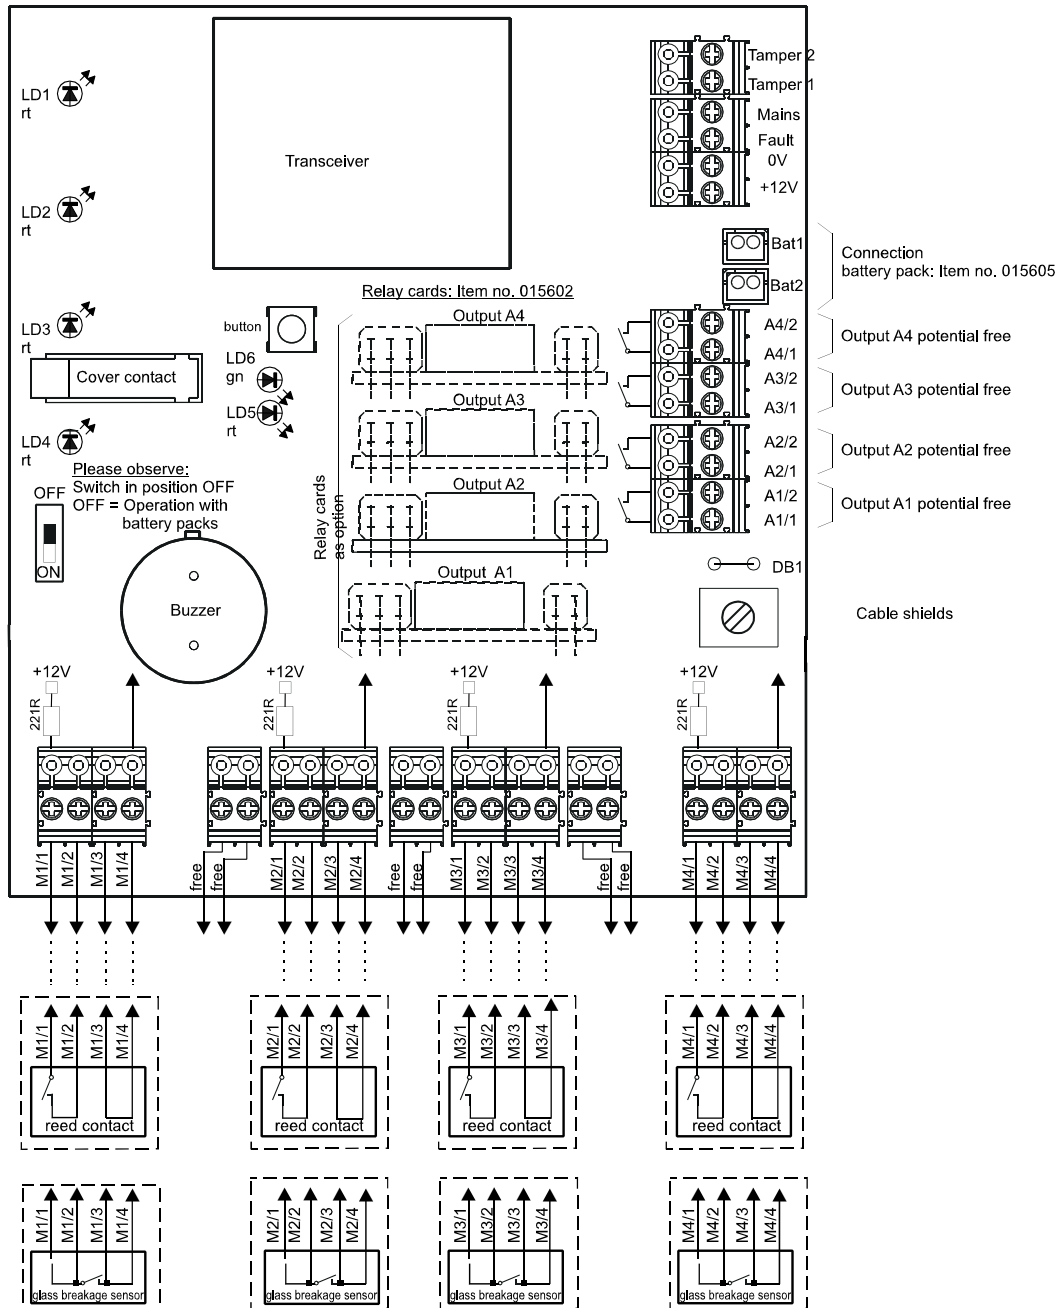 Tamper 2
Tamper 1
LD1
rt
Mains
Fault
0V
+12V
Transceiver
LD2
rt
Bat1
Bat2
Connection
battery pack: Item no. 015605
Relay cards: Item no. 015602
LD3
rt
button
Output A4
A4/2
A4/1
Output A4 potential free
LD6
gn
Cover contact
LD5
rt
Output A3
A3/2
A3/1
Output A3 potential free
LD4
rt
Please observe:
Switch in position OFF
OFF = Operation with
battery packs
OFF
ON
A2/2
A2/1
Output A2 potential free
Output A2
A1/2
A1/1
Output A1 potential free
Relay cards
as option
Output A1
DB1
Buzzer
Cable shields
+12V
+12V
+12V
+12V
221R
221R
221R
221R
M1/1
M1/2
M1/3
M1/4
free
free
M2/1
M2/2
M2/3
M2/4
free
free
M3/1
M3/2
M3/3
M3/4
free
free
M4/1
M4/2
M4/3
M4/4
M1/1
M1/2
M1/3
M1/4
M2/1
M2/2
M2/3
M2/4
M3/1
M3/2
M3/3
M3/4
M4/1
M4/2
M4/3
M4/4
reed contact
reed contact
reed contact
reed contact
M1/1
M1/2
M1/3
M1/4
M2/1
M2/2
M2/3
M2/4
M3/1
M3/2
M3/3
M3/4
M4/1
M4/2
M4/3
M4/4
glass breakage sensor
glass breakage sensor
glass breakage sensor
glass breakage sensor